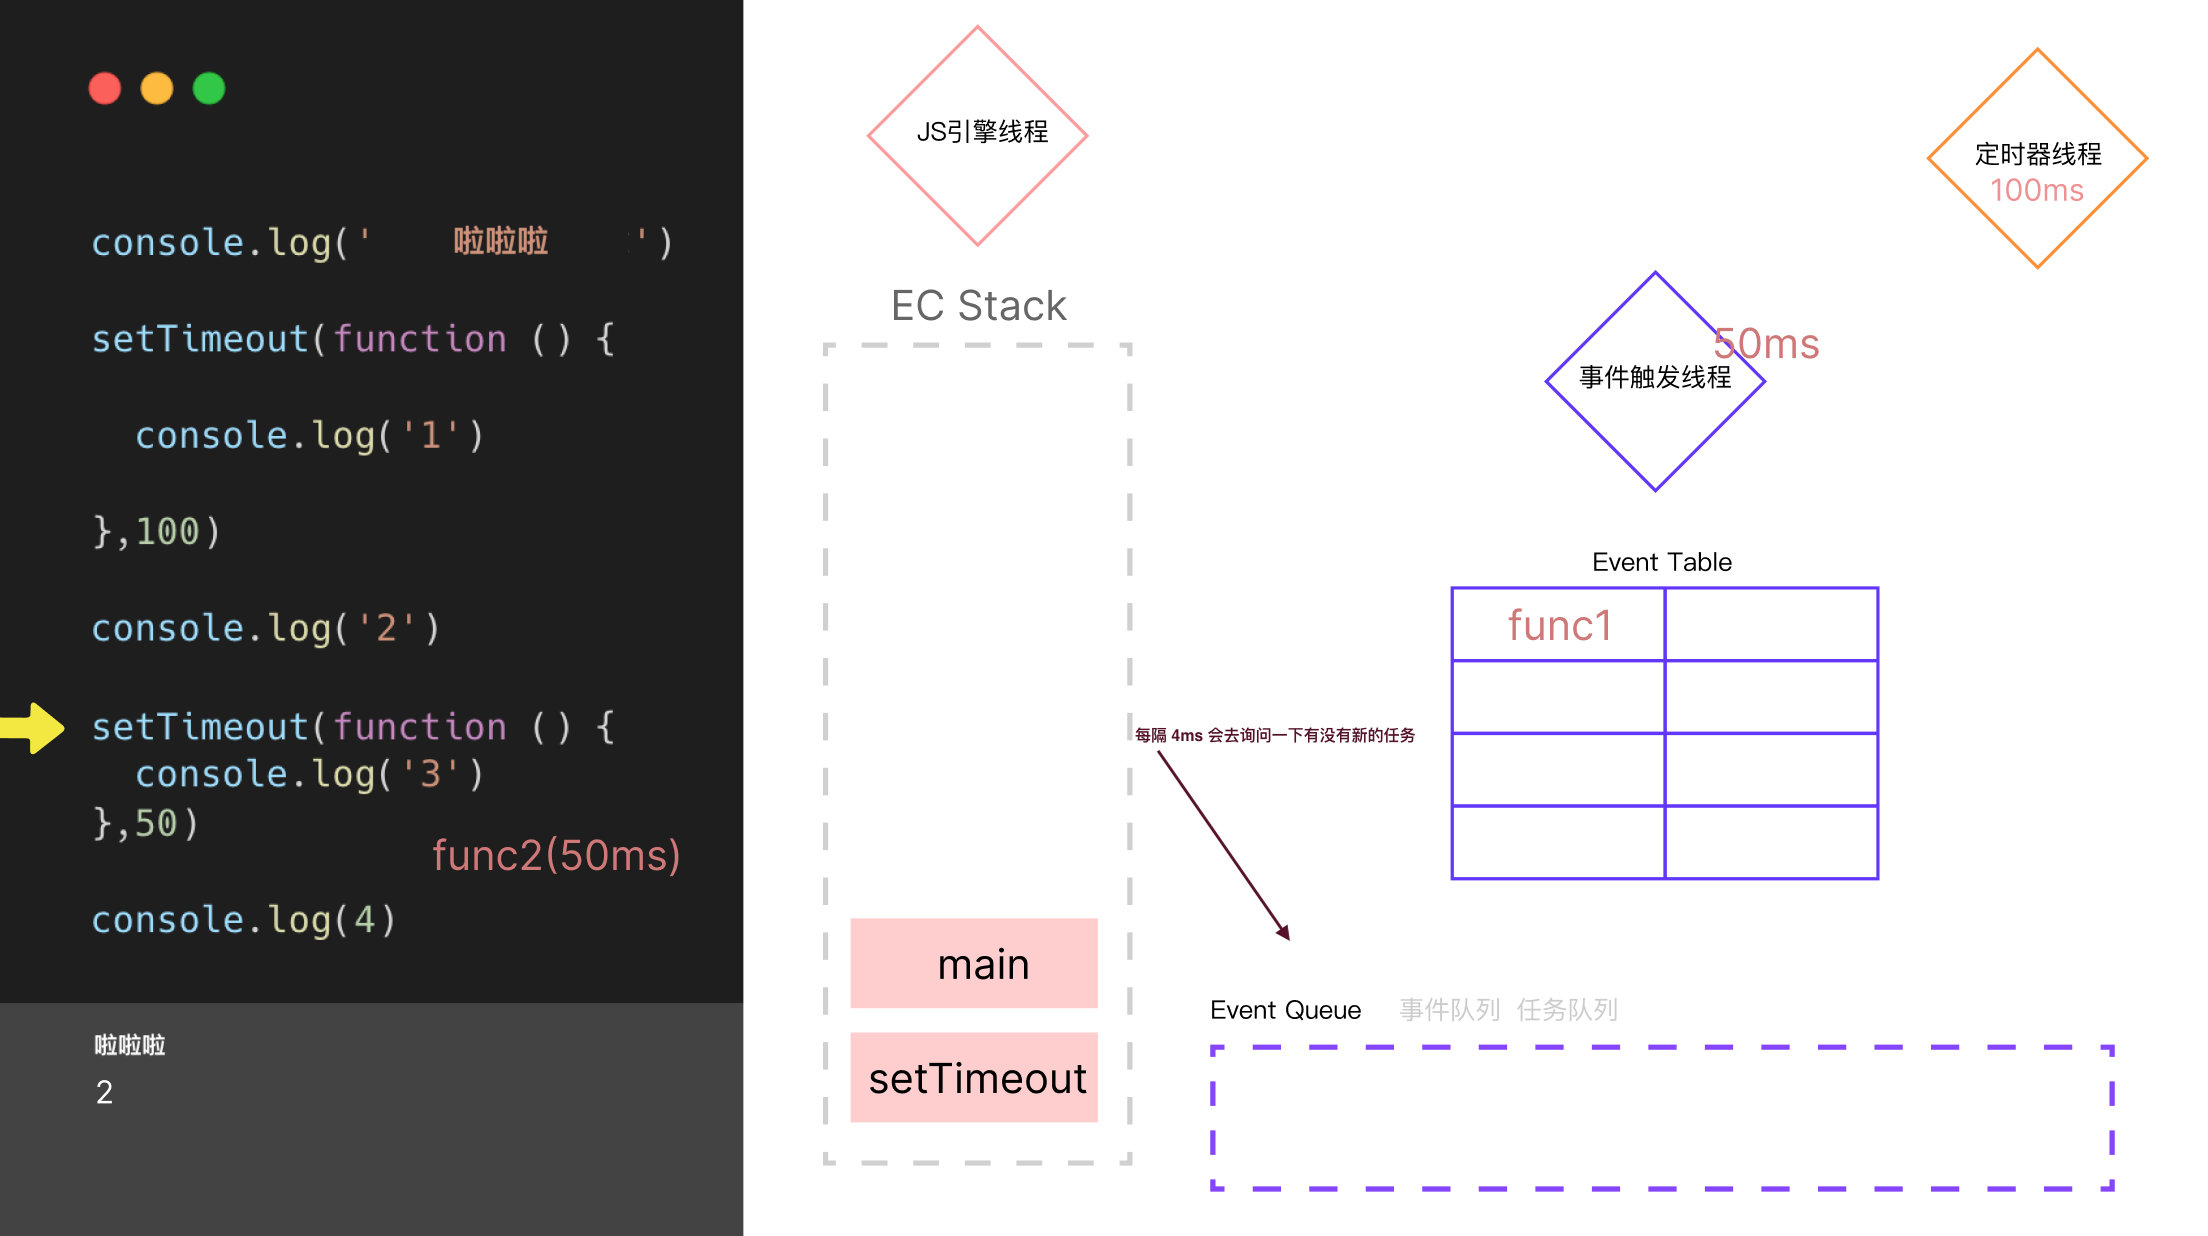 console.log('啦啦啦')
setTimeout(function () {
console.log('1')
},100)
console.log('2')
setTimeout(function () {
console.log('3')
},50)
func2(50ms)
console.log(4)
啦啦啦
2
JS引擎线程
EC Stack
main
setTimeout
定时器线程
100ms
50ms
事件触发线程
Event Table
func1
每隔 4ms 会去询问一下有没有新的任务
Event Queue 事件队列 任务队列